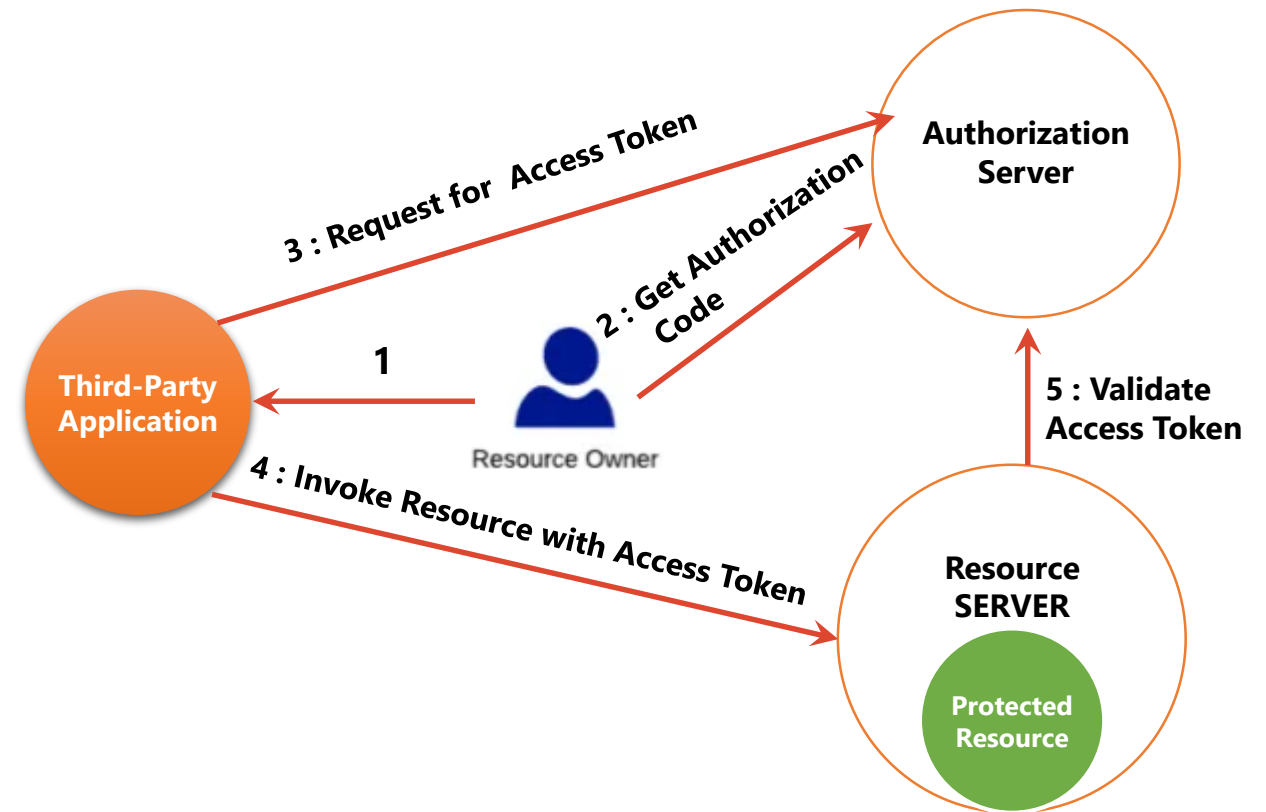 Authorization
Server
3 : Request for  Access Token
2 : Get Authorization
Code
1
Third-Party
Application
Resource Owner
5 : Validate
Access Token
4 : Invoke Resource with Access Token
Resource
SERVER
Protected
Resource